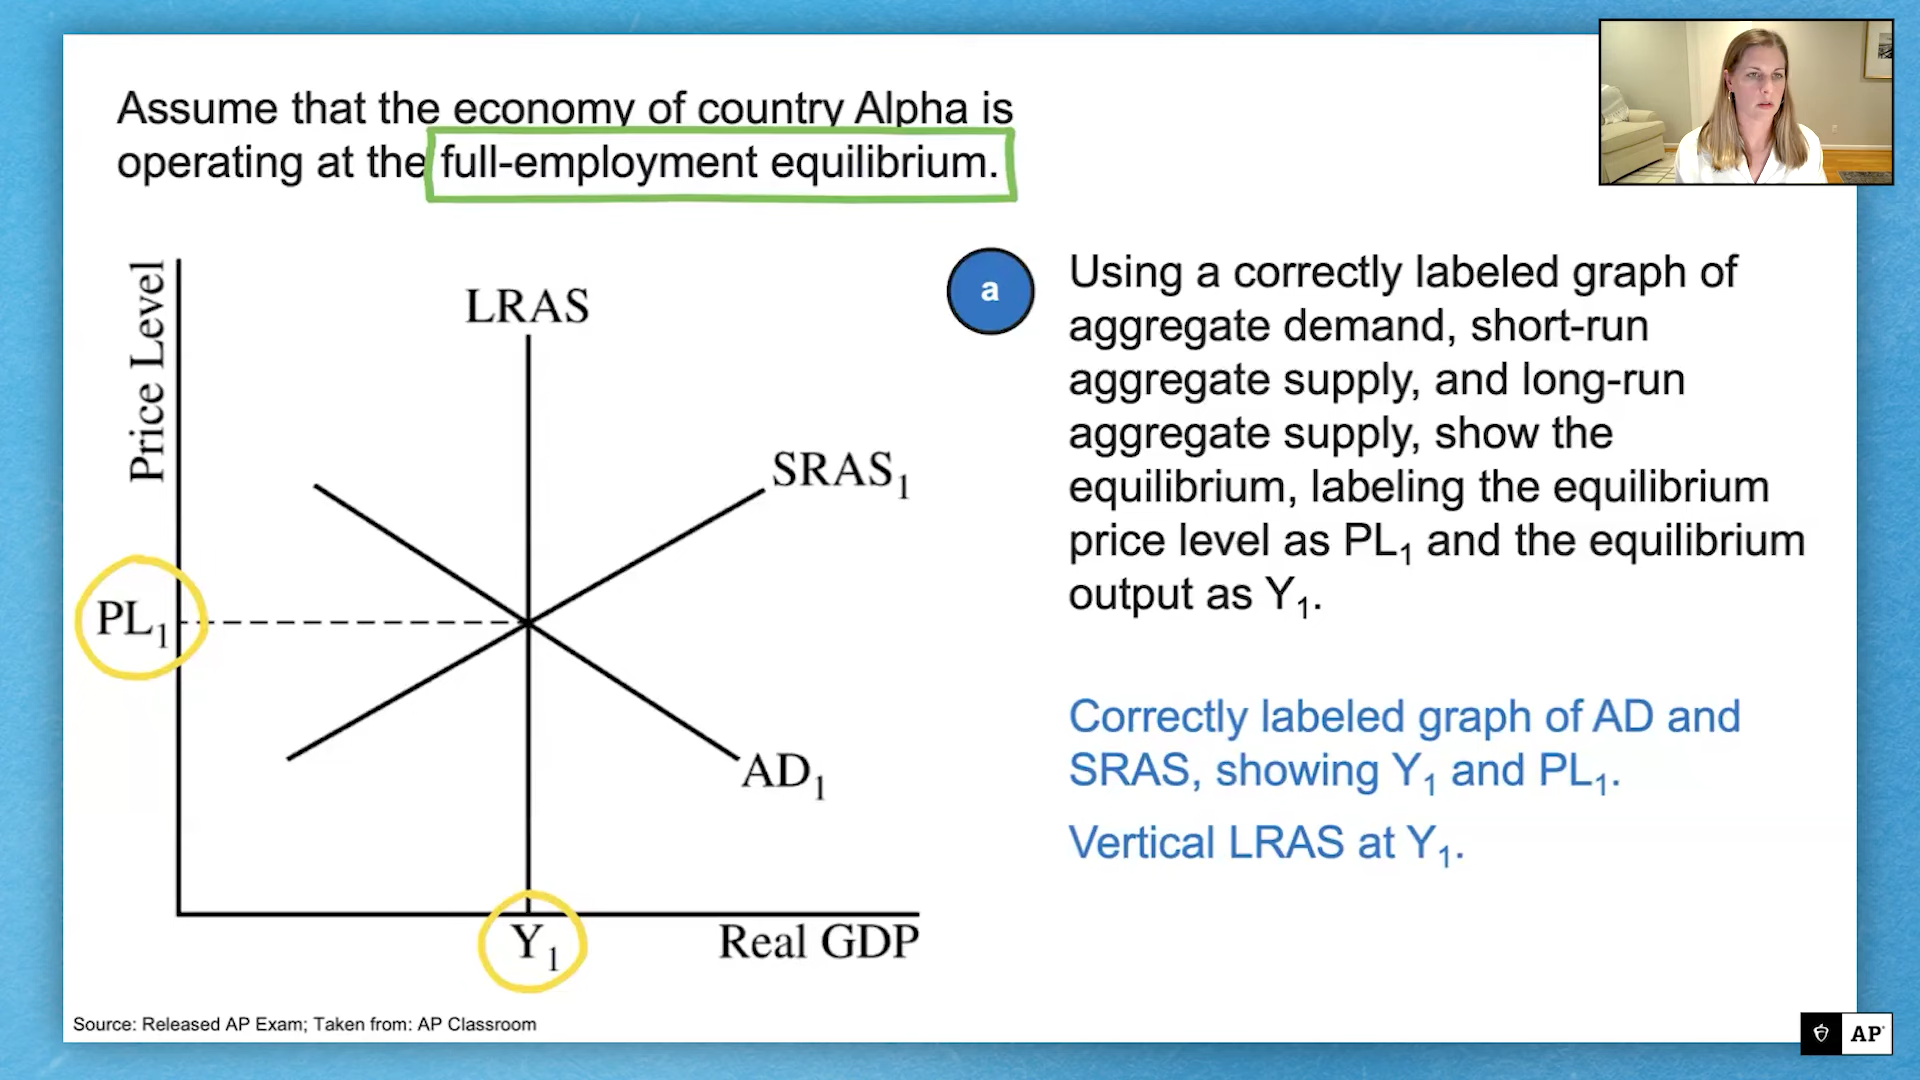 Assume that the economy of country Alpha is
operating at the full-employment equilibrium.
Price Level
LRAS
SRAS₁
PL₁
AD₁
Y₁
Real GDP
a
Using a correctly labeled graph of
aggregate demand, short-run
aggregate supply, and long-run
aggregate supply, show the
equilibrium, labeling the equilibrium
price level as PL₁ and the equilibrium
output as Y₁.
Correctly labeled graph of AD and
SRAS, showing Y₁ and PL₁.
Vertical LRAS at Y₁.
Source: Released AP Exam; Taken from: AP Classroom
AP